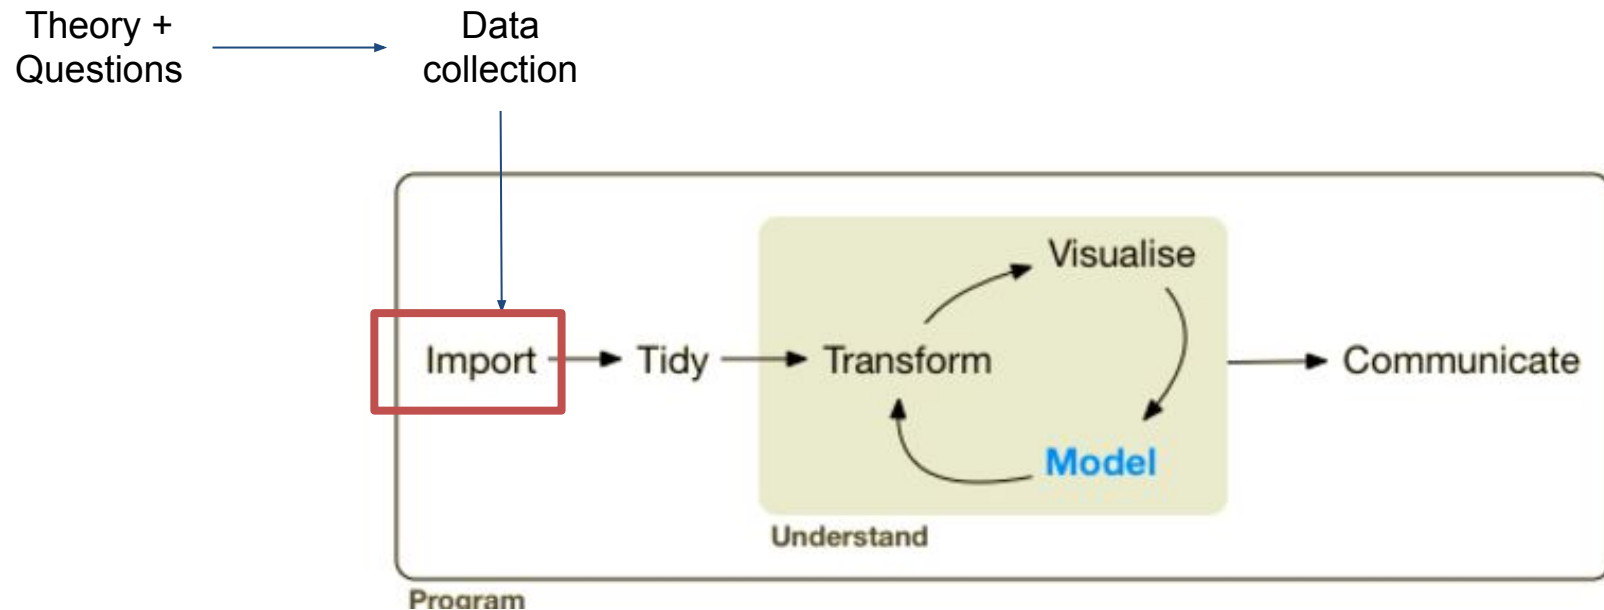 Theory +
Questions
Data
collection
Visualise
Import
Tidy
Transform
Communicate
Model
Understand
Program